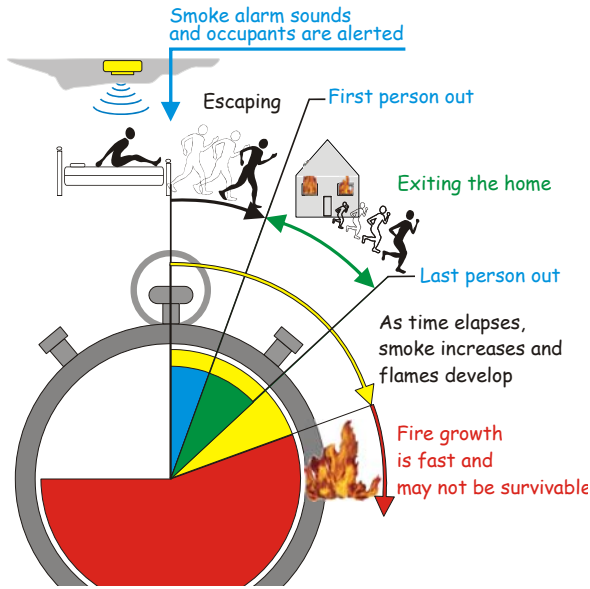 Smoke alarm sounds
and occupants are alerted
Escaping
First person out
Exiting the home
Last person out
As time elapses,
smoke increases and
flames develop
Fire growth
is fast and
may not be survivable